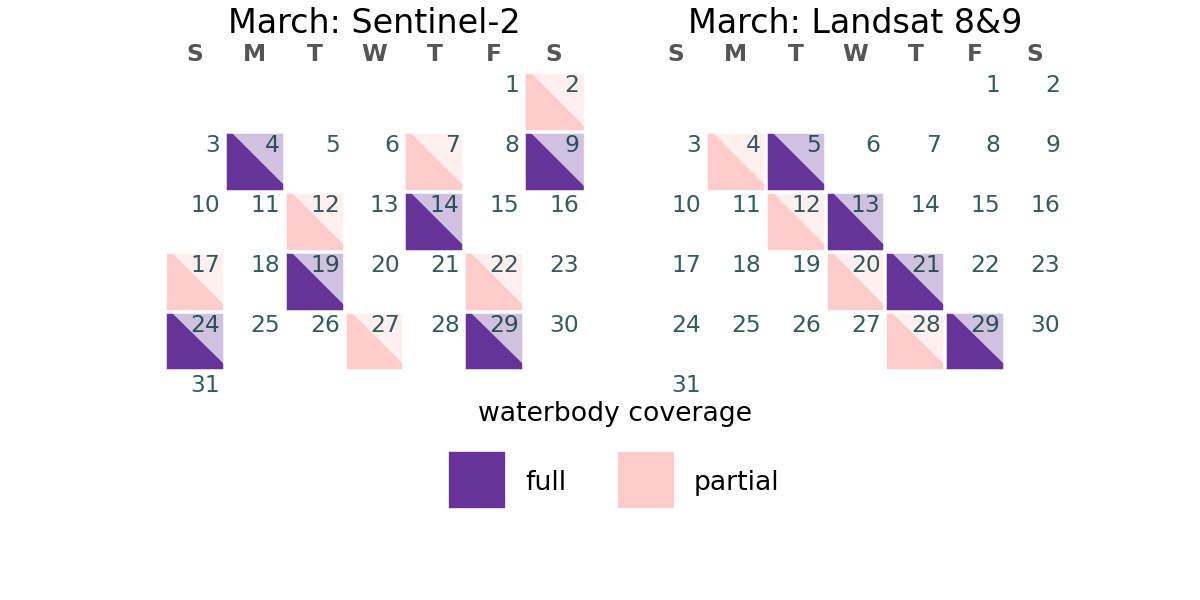 March: Sentinel-2
S M T W T F S
1 2
3 4 5 6 7 8 9
10 11 12 13 14 15 16
17 18 19 20 21 22 23
24 25 26 27 28 29 30
31
March: Landsat 8&9
S M T W T F S
1 2
3 4 5 6 7 8 9
10 11 12 13 14 15 16
17 18 19 20 21 22 23
24 25 26 27 28 29 30
31
waterbody coverage
full partial